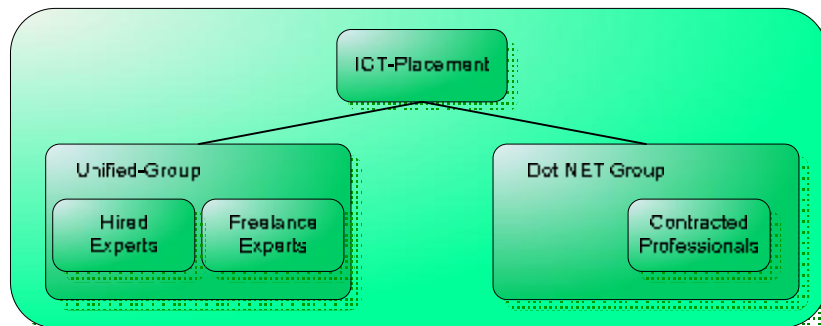 ICT-Placement
Unified-Group
Hired
Experts
Freelance
Experts
Dot NET Group
Contracted
Professionals